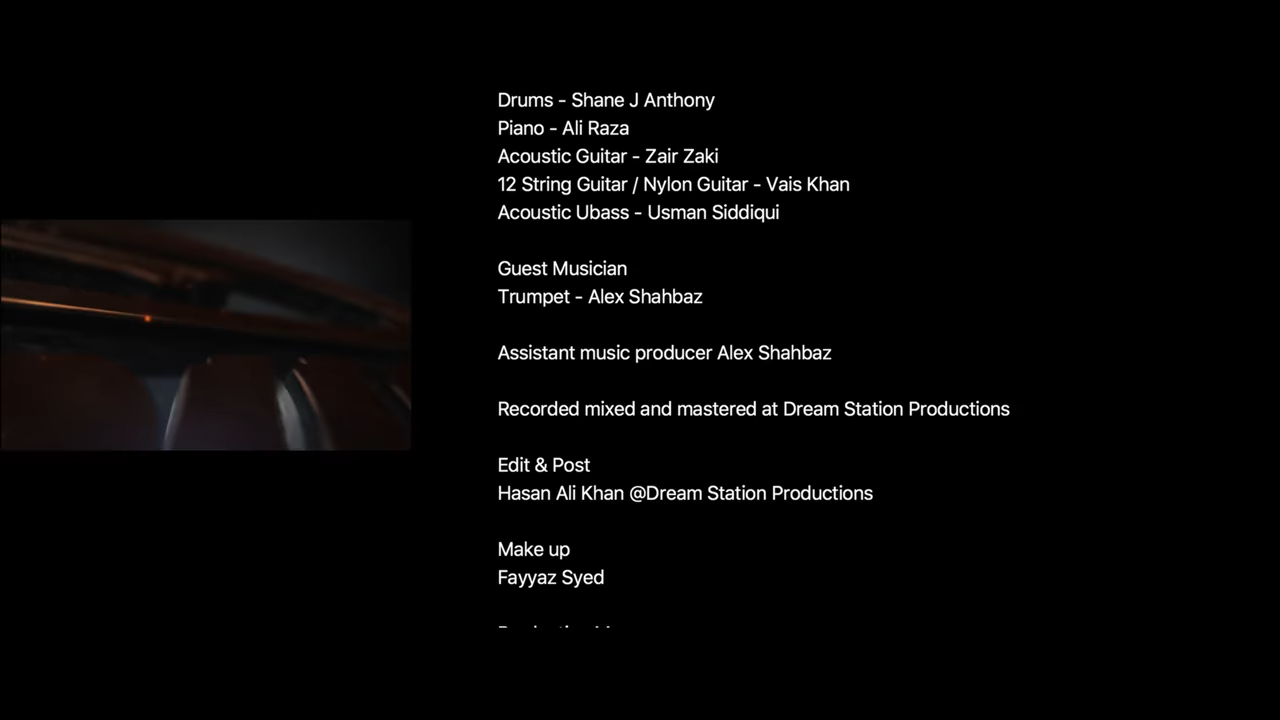 Drums - Shane J Anthony
Piano - Ali Raza
Acoustic Guitar - Zair Zaki
12 String Guitar / Nylon Guitar - Vais Khan
Acoustic Ubass - Usman Siddiqui
Guest Musician
Trumpet - Alex Shahbaz
Assistant music producer Alex Shahbaz
Recorded mixed and mastered at Dream Station Productions
Edit & Post
Hasan Ali Khan @Dream Station Productions
Make up
Fayyaz Syed